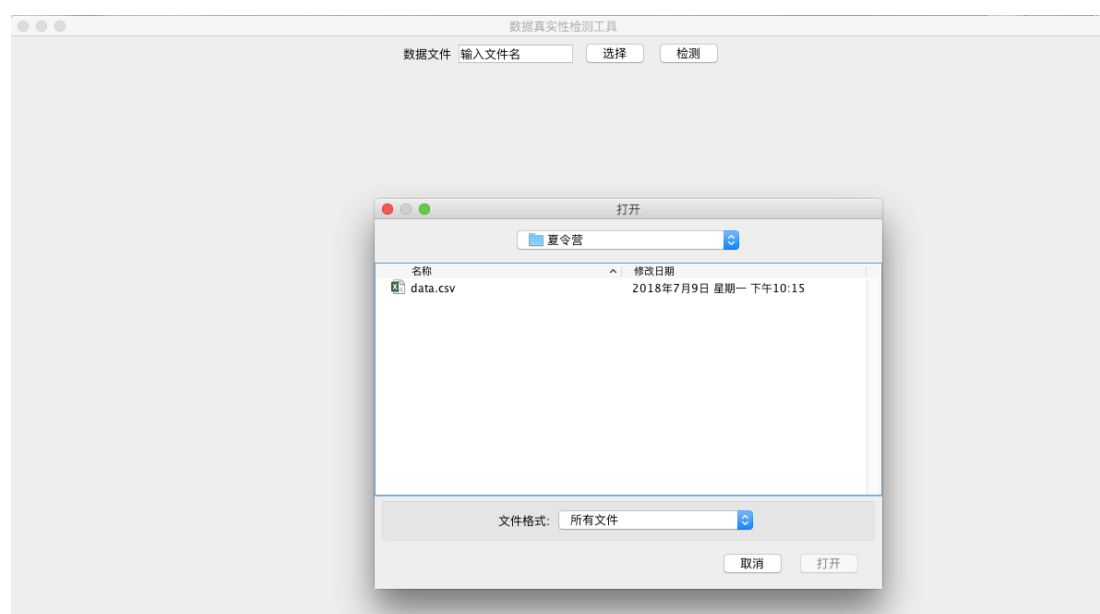 数据真实性检测工具
数据文件 输入文件名 选择 检测
打开
夏令营
名称 修改日期
data.csv 2018年7月9日 星期一 下午10:15
文件格式: 所有文件
取消 打开